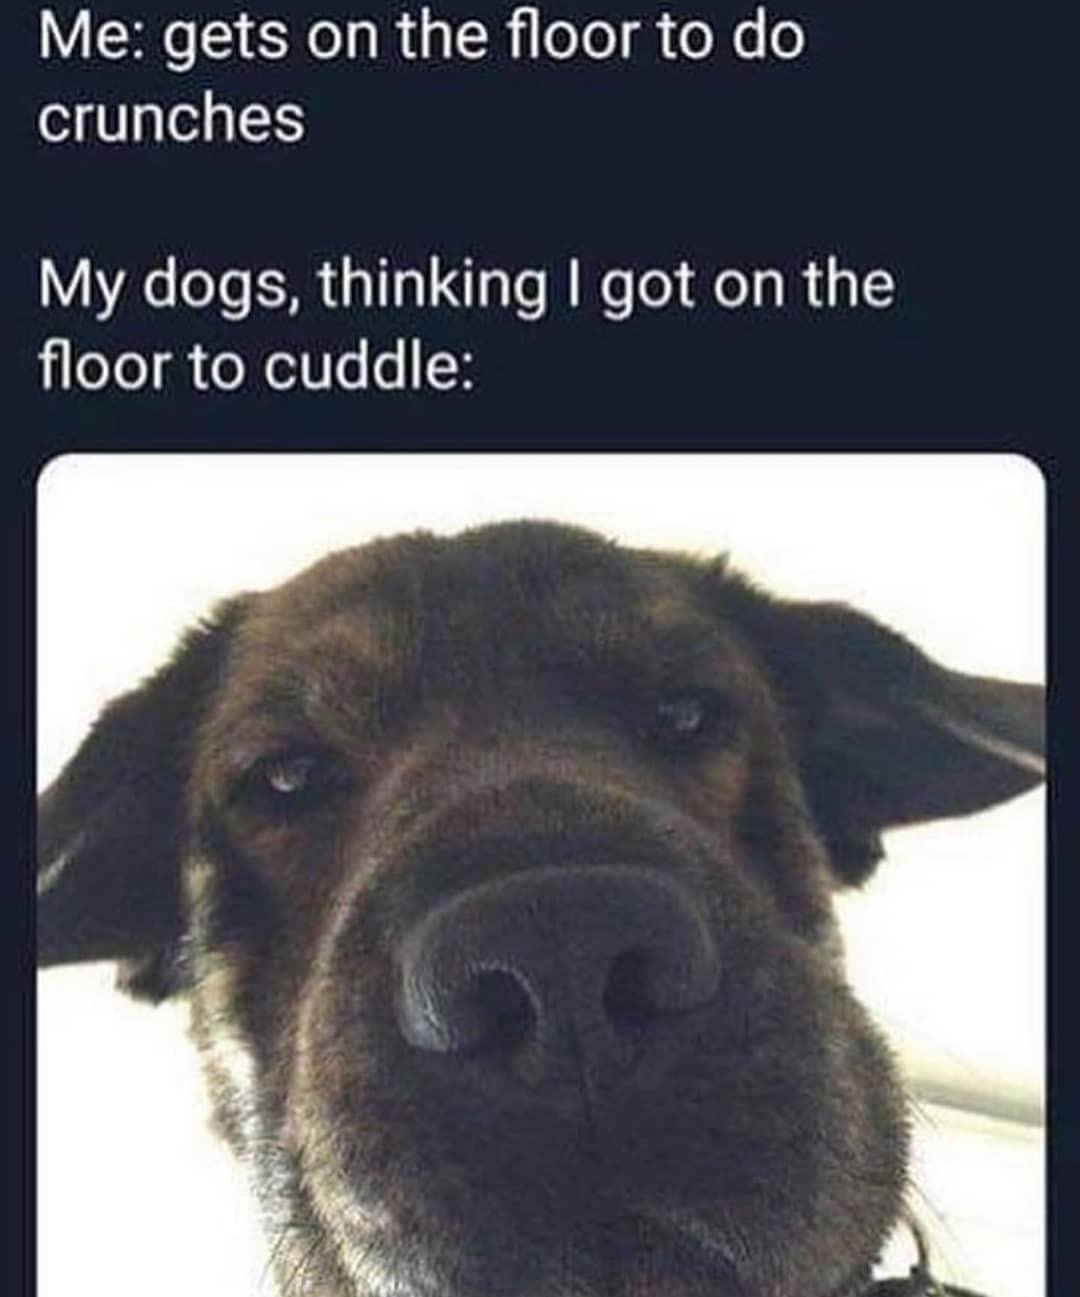 Me: gets on the floor to do
crunches
My dogs, thinking I got on the
floor to cuddle: